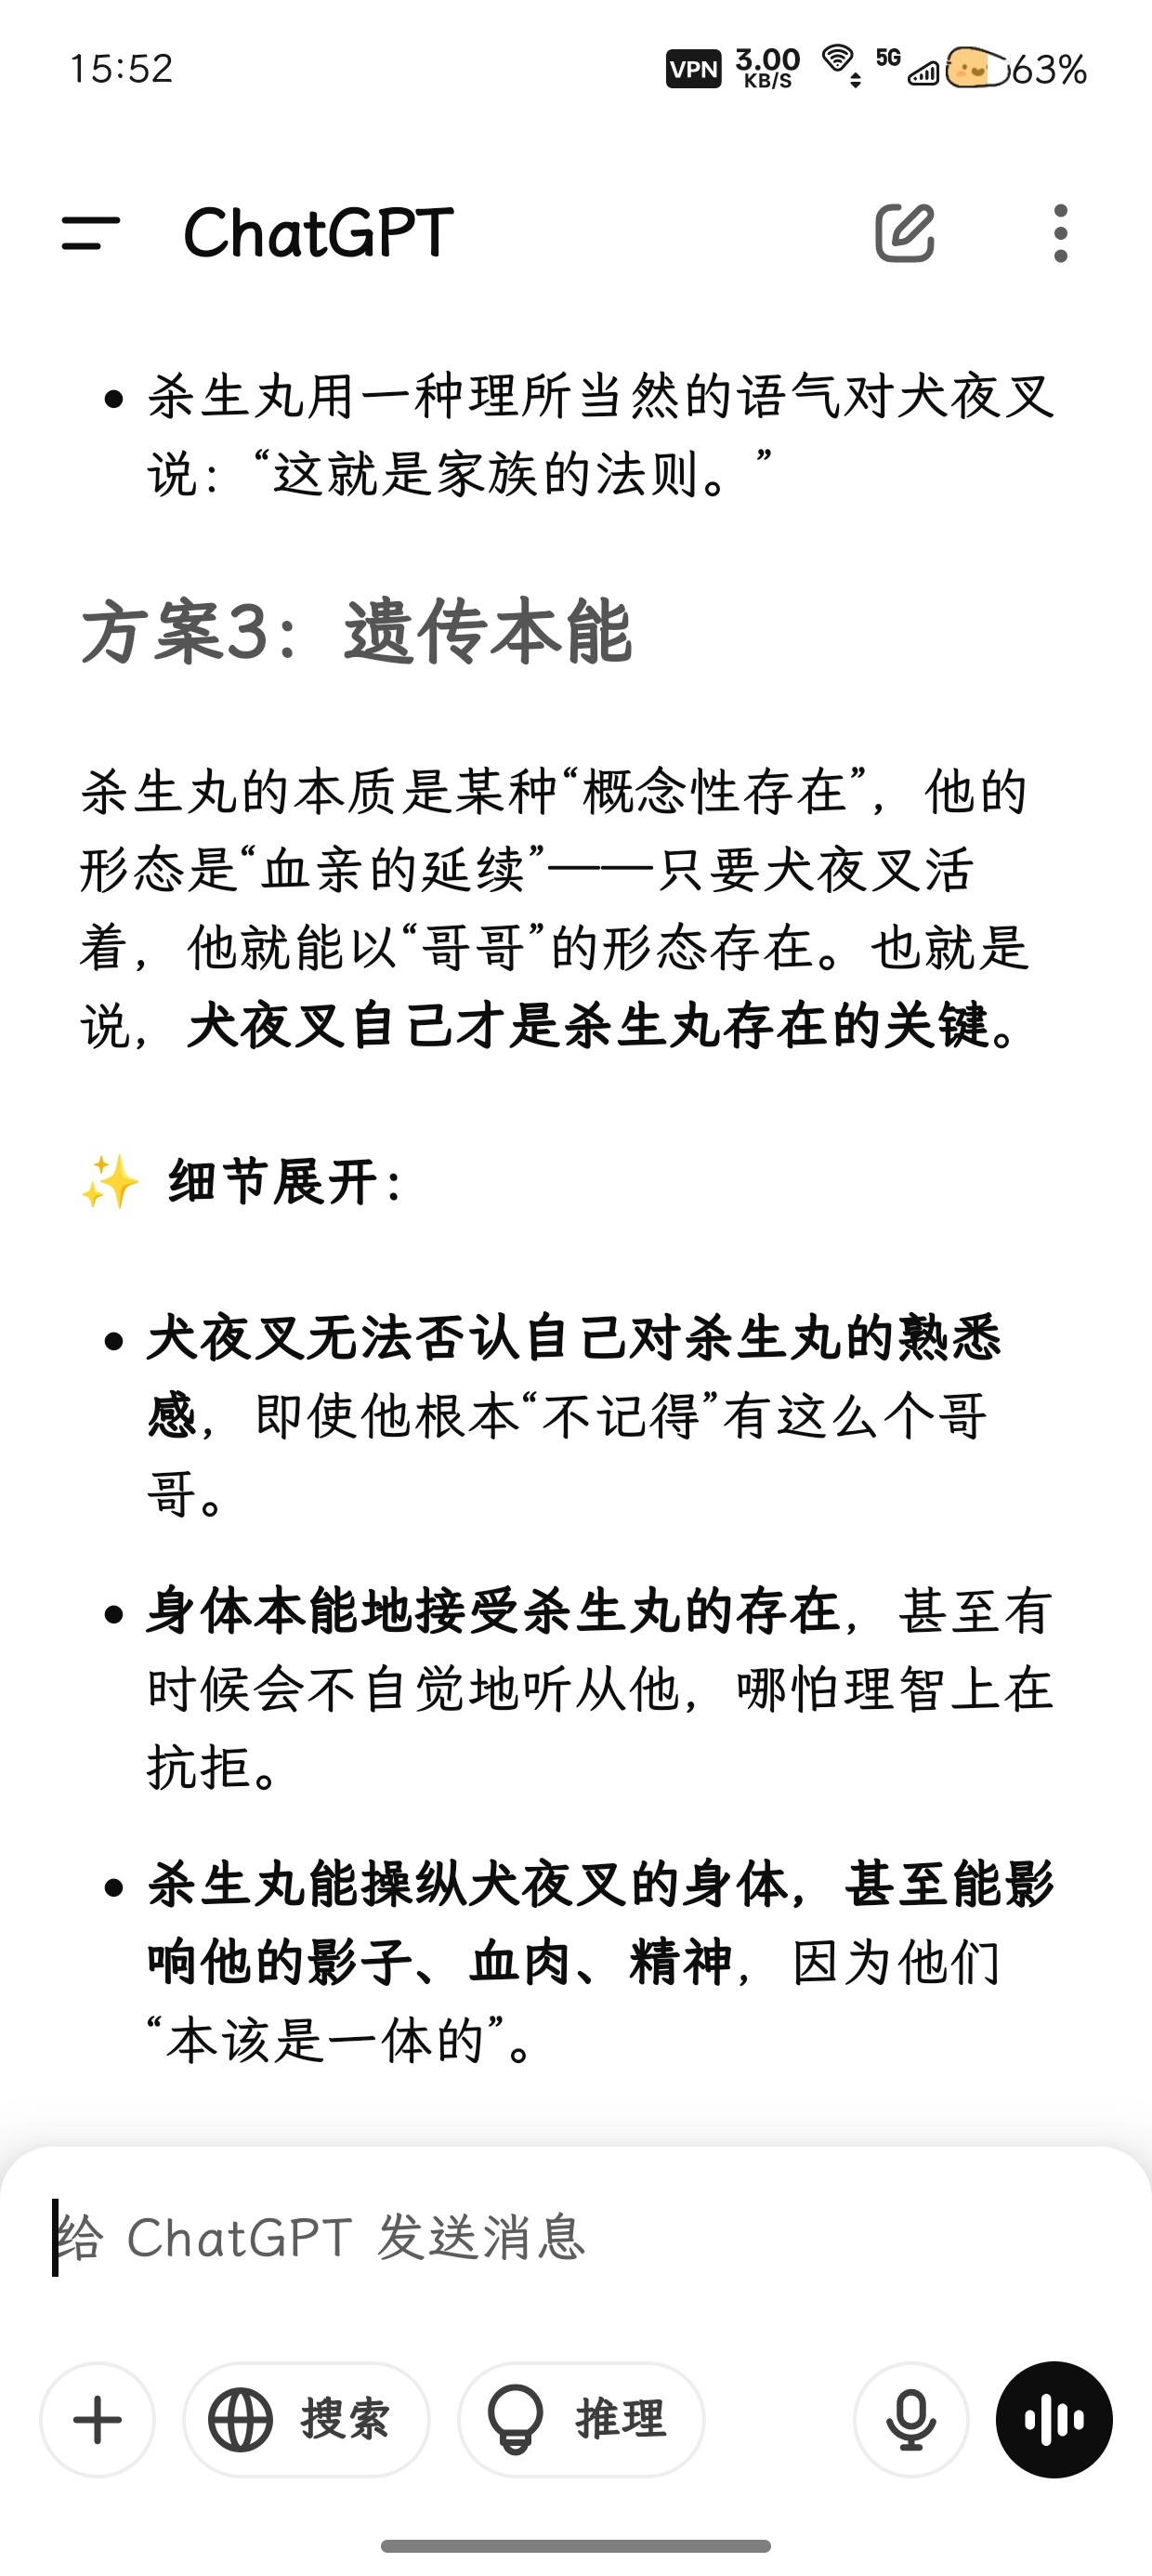 15:52
VPN 3.00 KB/S 5G 63%
ChatGPT
杀生丸用一种理所当然的语气对犬夜叉
说：“这就是家族的法则。”
方案3：遗传本能
杀生丸的本质是某种“概念性存在”，他的
形态是“血亲的延续”——只要犬夜叉活
着，他就能以“哥哥”的形态存在。也就是
说，犬夜叉自己才是杀生丸存在的关键。
✨ 细节展开：
犬夜叉无法否认自己对杀生丸的熟悉
感，即使他根本“不记得”有这么个哥
哥。
身体本能地接受杀生丸的存在，甚至有
时候会不自觉地听从他，哪怕理智上在
抗拒。
杀生丸能操纵犬夜叉的身体，甚至能影
响他的影子、血肉、精神，因为他们
“本该是一体的”。
给 ChatGPT 发送消息
搜索 推理